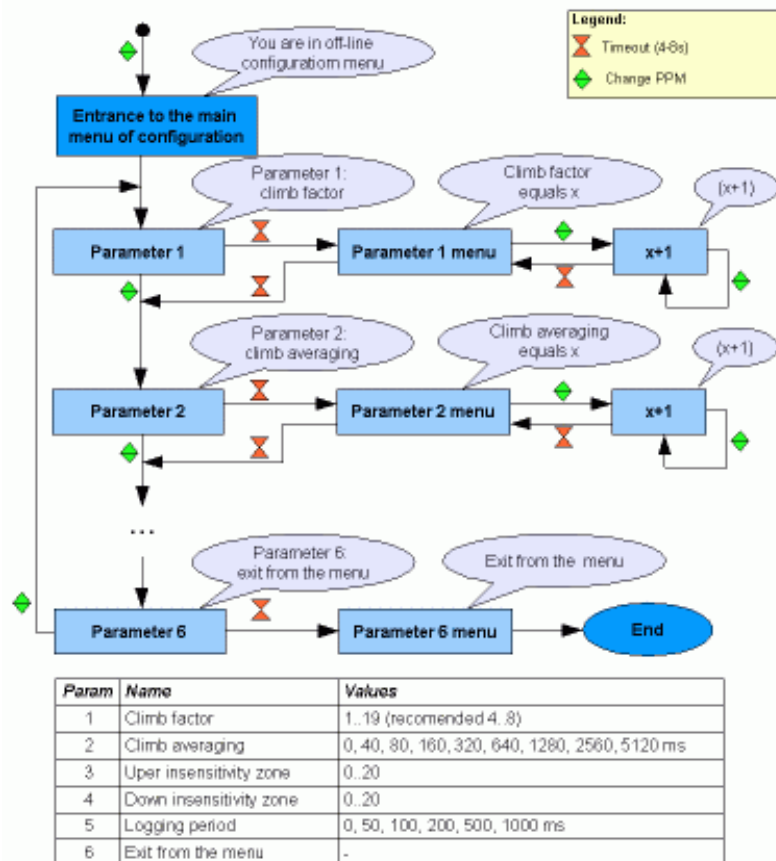 Legend:
Timeout (4-8s)
Change PPM
You are in off-line
configuratiorn menu
Entrance to the main
menu of configuration
Parameter 1:
climb factor
Climb factor
equals x
(x+1)
Parameter 1
Parameter 1 menu
x+1
Parameter 2:
climb averaging
Climb averaging
equals x
(x+1)
Parameter 2
Parameter 2 menu
x+1
...
Parameter 6:
exit from the menu
Exit from the menu
Parameter 6
Parameter 6 menu
End
Param Name Values
1 Climb factor 1..19 (recomended 4..8)
2 Climb averaging 0, 40, 80, 160, 320, 640, 1280, 2560, 5120 ms
3 Uper insensitivity zone 0..20
4 Down insensitivity zone 0..20
5 Logging period 0, 50, 100, 200, 500, 1000 ms
6 Exit from the menu -